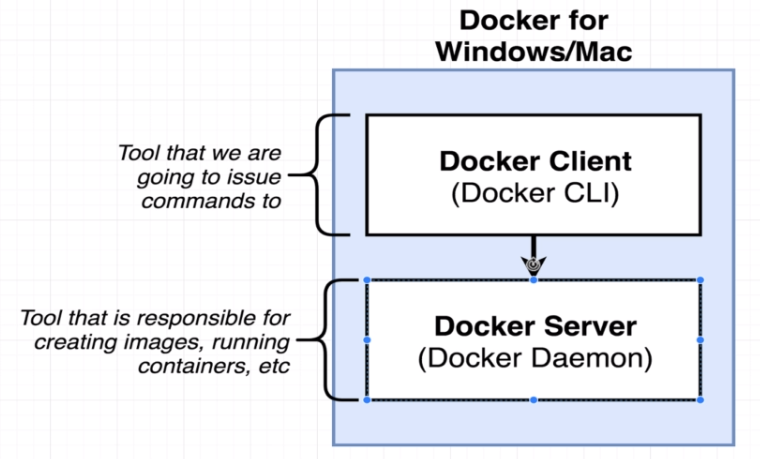 Docker for
Windows/Mac
Tool that we are
going to issue
commands to
Docker Client
(Docker CLI)
Tool that is responsible for
creating images, running
containers, etc
Docker Server
(Docker Daemon)